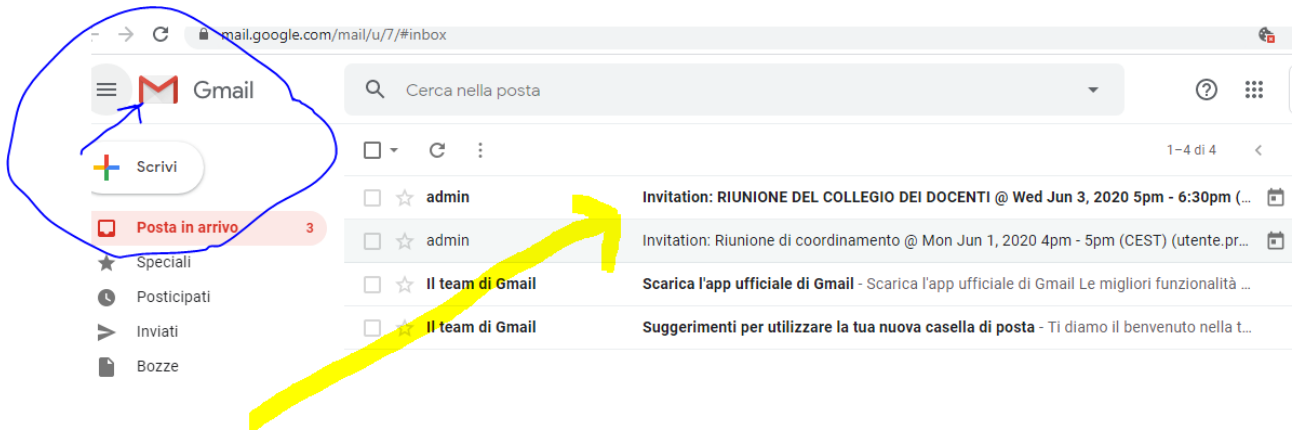 mail.google.com/mail/u/7/#inbox
Gmail
Cerca nella posta
Scrivi
1–4 di 4
Posta in arrivo 3
Speciali
Posticipati
Inviati
Bozze
admin Invitation: RIUNIONE DEL COLLEGIO DEI DOCENTI @ Wed Jun 3, 2020 5pm - 6:30pm (...
admin Invitation: Riunione di coordinamento @ Mon Jun 1, 2020 4pm - 5pm (CEST) (utente.pr...
Il team di Gmail Scarica l'app ufficiale di Gmail - Scarica l'app ufficiale di Gmail Le migliori funzionalità ...
Il team di Gmail Suggerimenti per utilizzare la tua nuova casella di posta - Ti diamo il benvenuto nella t...